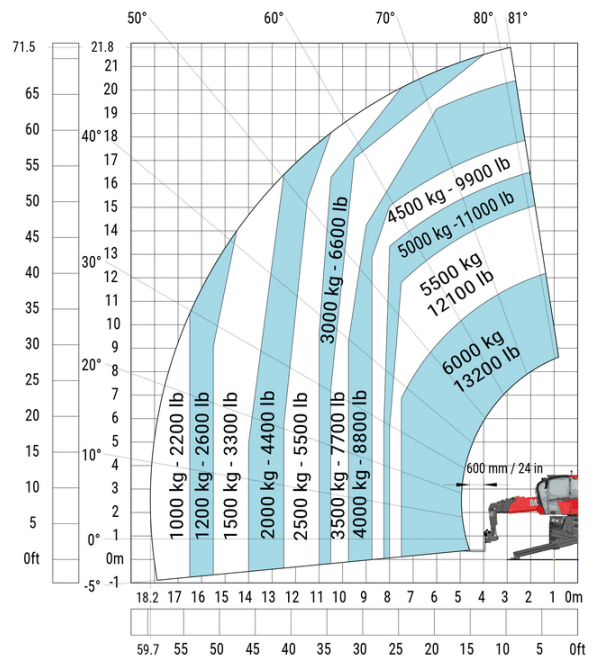 50° 60° 70° 80° 81°
71.5 21.8
21
65 20
19
60 40° 18
55 17
16
50 15
45 14
30° 13
40 12
11
35 10
30 9
20° 8
25 7
20 6
5
15 10° 4
3
10 2
5 0° 1
0ft 0m
-5° -1
1000 kg - 2200 lb
1200 kg - 2600 lb
1500 kg - 3300 lb
2000 kg - 4400 lb
2500 kg - 5500 lb
3000 kg - 6600 lb
3500 kg - 7700 lb
4000 kg - 8800 lb
4500 kg - 9900 lb
5000 kg -11000 lb
5500 kg
12100 lb
6000 kg
13200 lb
600 mm / 24 in
18.2 17 16 15 14 13 12 11 10 9 8 7 6 5 4 3 2 1 0m
59.7 55 50 45 40 35 30 25 20 15 10 5 0ft